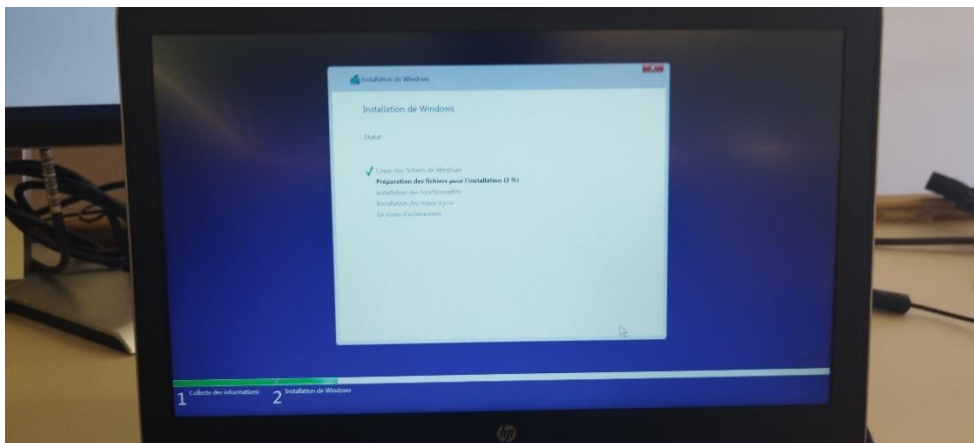 Installation de Windows
Installation de Windows
Statut
Copie des fichiers de Windows
Préparation des fichiers pour l'installation (2 %)
Installation des fonctionnalités
Installation des mises à jour
En cours d'achèvement
1 Collecte des informations
2 Installation de Windows
hp